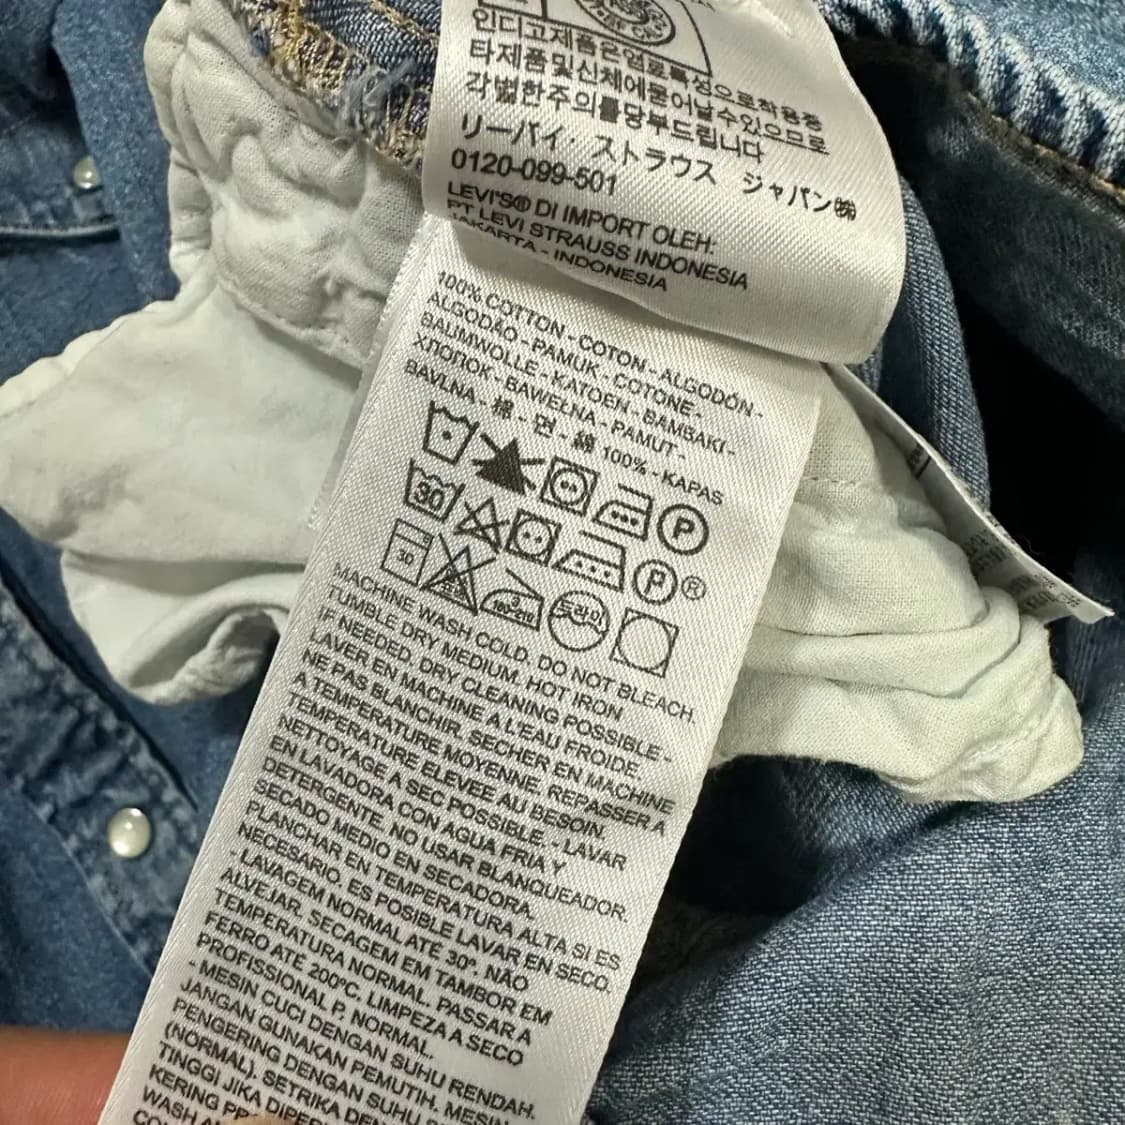 인디고제품은염료특성으로착용중
타제품및신체에묻어날수있으므로
각별한주의를당부드립니다
リーバイ・ストラウス ジャパン㈱
0120-099-501
LEVI'S® DI IMPORT OLEH:
PT LEVI STRAUSS INDONESIA
JAKARTA - INDONESIA
100% COTTON - COTON - ALGODÓN -
ALGODÃO - PAMUK - COTONE -
BAUMWOLLE - KATOEN - BAMBAKI -
ХЛОПОК - BAWEŁNA - PAMUT -
BAVLNA - 棉 - 면 - 綿 100% - KAPAS
P
30
P ®
30
드라이
MACHINE WASH COLD. DO NOT BLEACH.
TUMBLE DRY MEDIUM. HOT IRON
IF NEEDED. DRY CLEANING POSSIBLE. -
LAVER EN MACHINE A L'EAU FROIDE.
NE PAS BLANCHIR. SECHER EN MACHINE
A TEMPERATURE MOYENNE. REPASSER A
TEMPERATURE ELEVEE AU BESOIN.
NETTOYAGE A SEC POSSIBLE. - LAVAR
EN LAVADORA CON AGUA FRIA Y
DETERGENTE. NO USAR BLANQUEADOR.
SECADO MEDIO EN SECADORA.
PLANCHAR EN TEMPERATURA ALTA SI ES
NECESARIO. ES POSIBLE LAVAR EN SECO.
- LAVAGEM NORMAL ATÉ 30º. NÃO
ALVEJAR. SECAGEM EM TAMBOR EM
TEMPERATURA NORMAL. PASSAR A
FERRO ATÉ 200ºC. LIMPEZA A SECO
PROFISSIONAL P. NORMAL.
- MESIN CUCI DENGAN SUHU RENDAH.
JANGAN GUNAKAN PEMUTIH. MESIN
PENGERING DENGAN SUHU
(NORMAL). SETRIKA
TINGGI JIKA
KERING
WASH